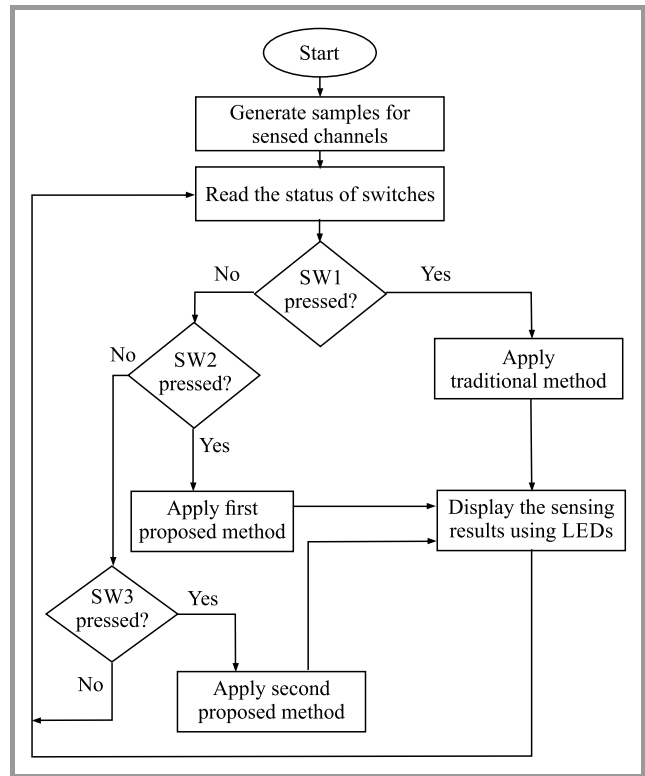 Start
Generate samples for
sensed channels
Read the status of switches
SW1
pressed?
No
Yes
SW2
pressed?
No
Yes
Apply
traditional method
Apply first
proposed method
Display the sensing
results using LEDs
SW3
pressed?
Yes
No
Apply second
proposed method